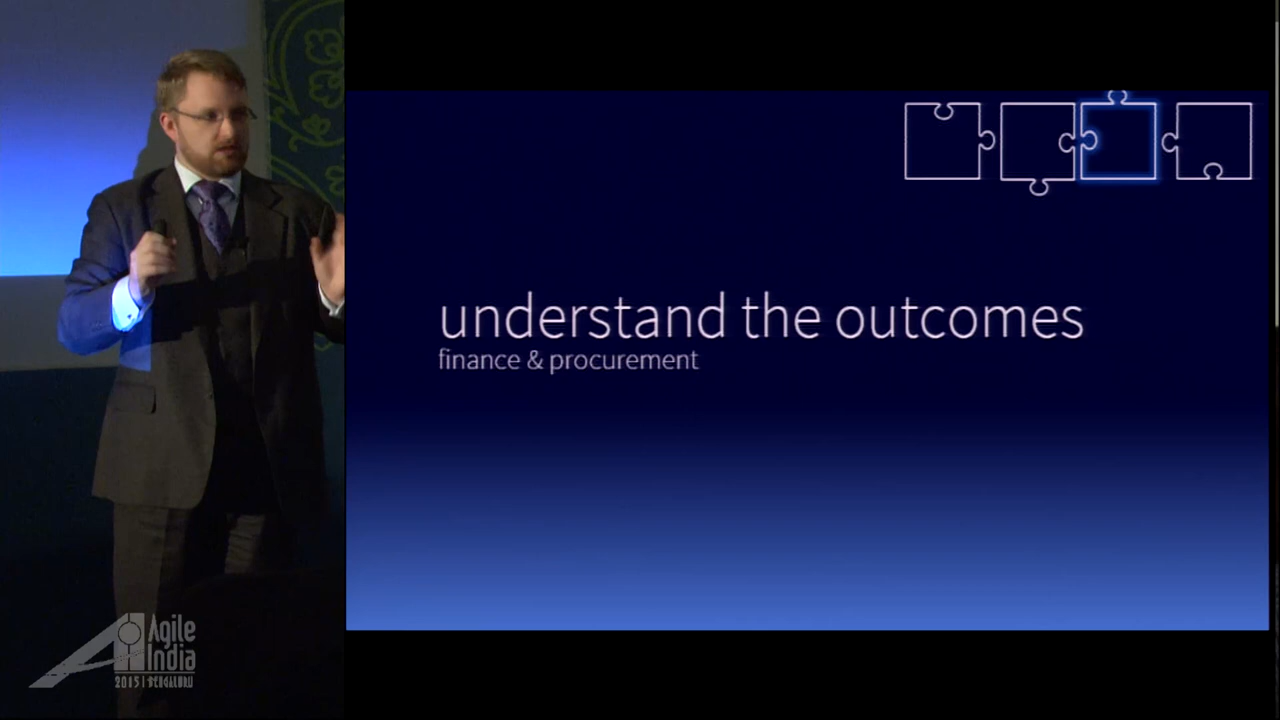 understand the outcomes
finance & procurement
Agile
India
2015 | BENGALURU